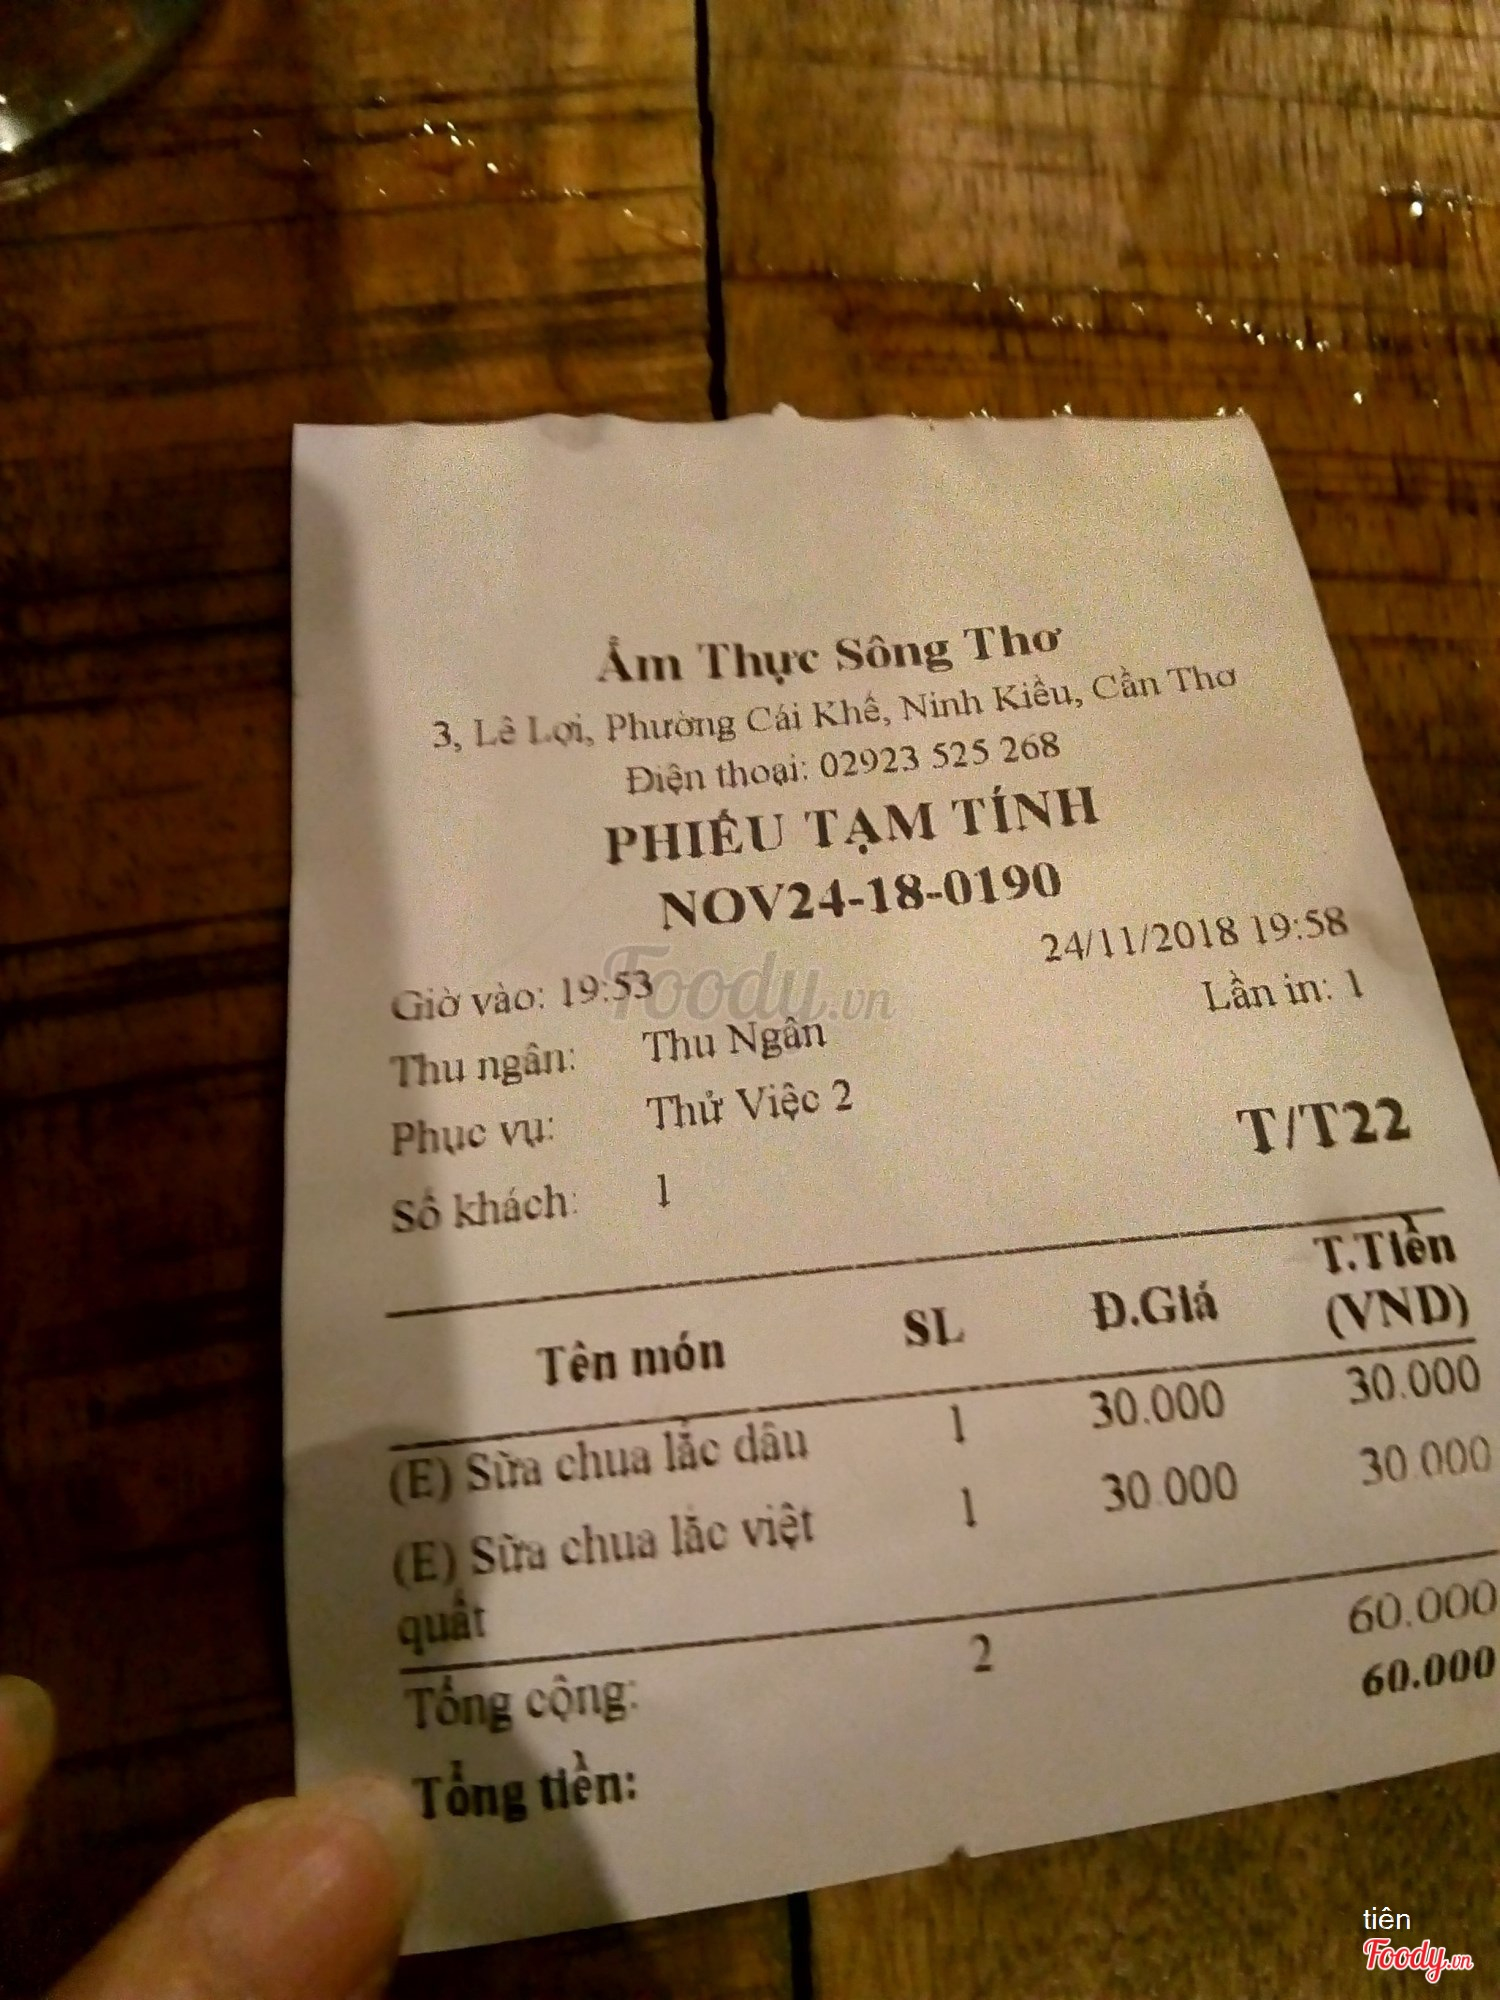 Ẩm Thực Sông Thơ
3, Lê Lợi, Phường Cái Khế, Ninh Kiều, Cần Thơ
Điện thoại: 02923 525 268
PHIẾU TẠM TÍNH
NOV24-18-0190
24/11/2018 19:58
Giờ vào: 19:53
Lần in: 1
Foody.vn
Thu ngân: Thu Ngân
Phục vụ: Thử Việc 2
T/T22
Số khách: 1
Tên món SL Đ.Giá T.Tiền
(VND)
(E) Sữa chua lắc dâu 1 30.000 30.000
(E) Sữa chua lắc việt 1 30.000 30.000
quất
Tổng cộng: 2 60.000
Tổng tiền: 60.000
tiên
Foody.vn